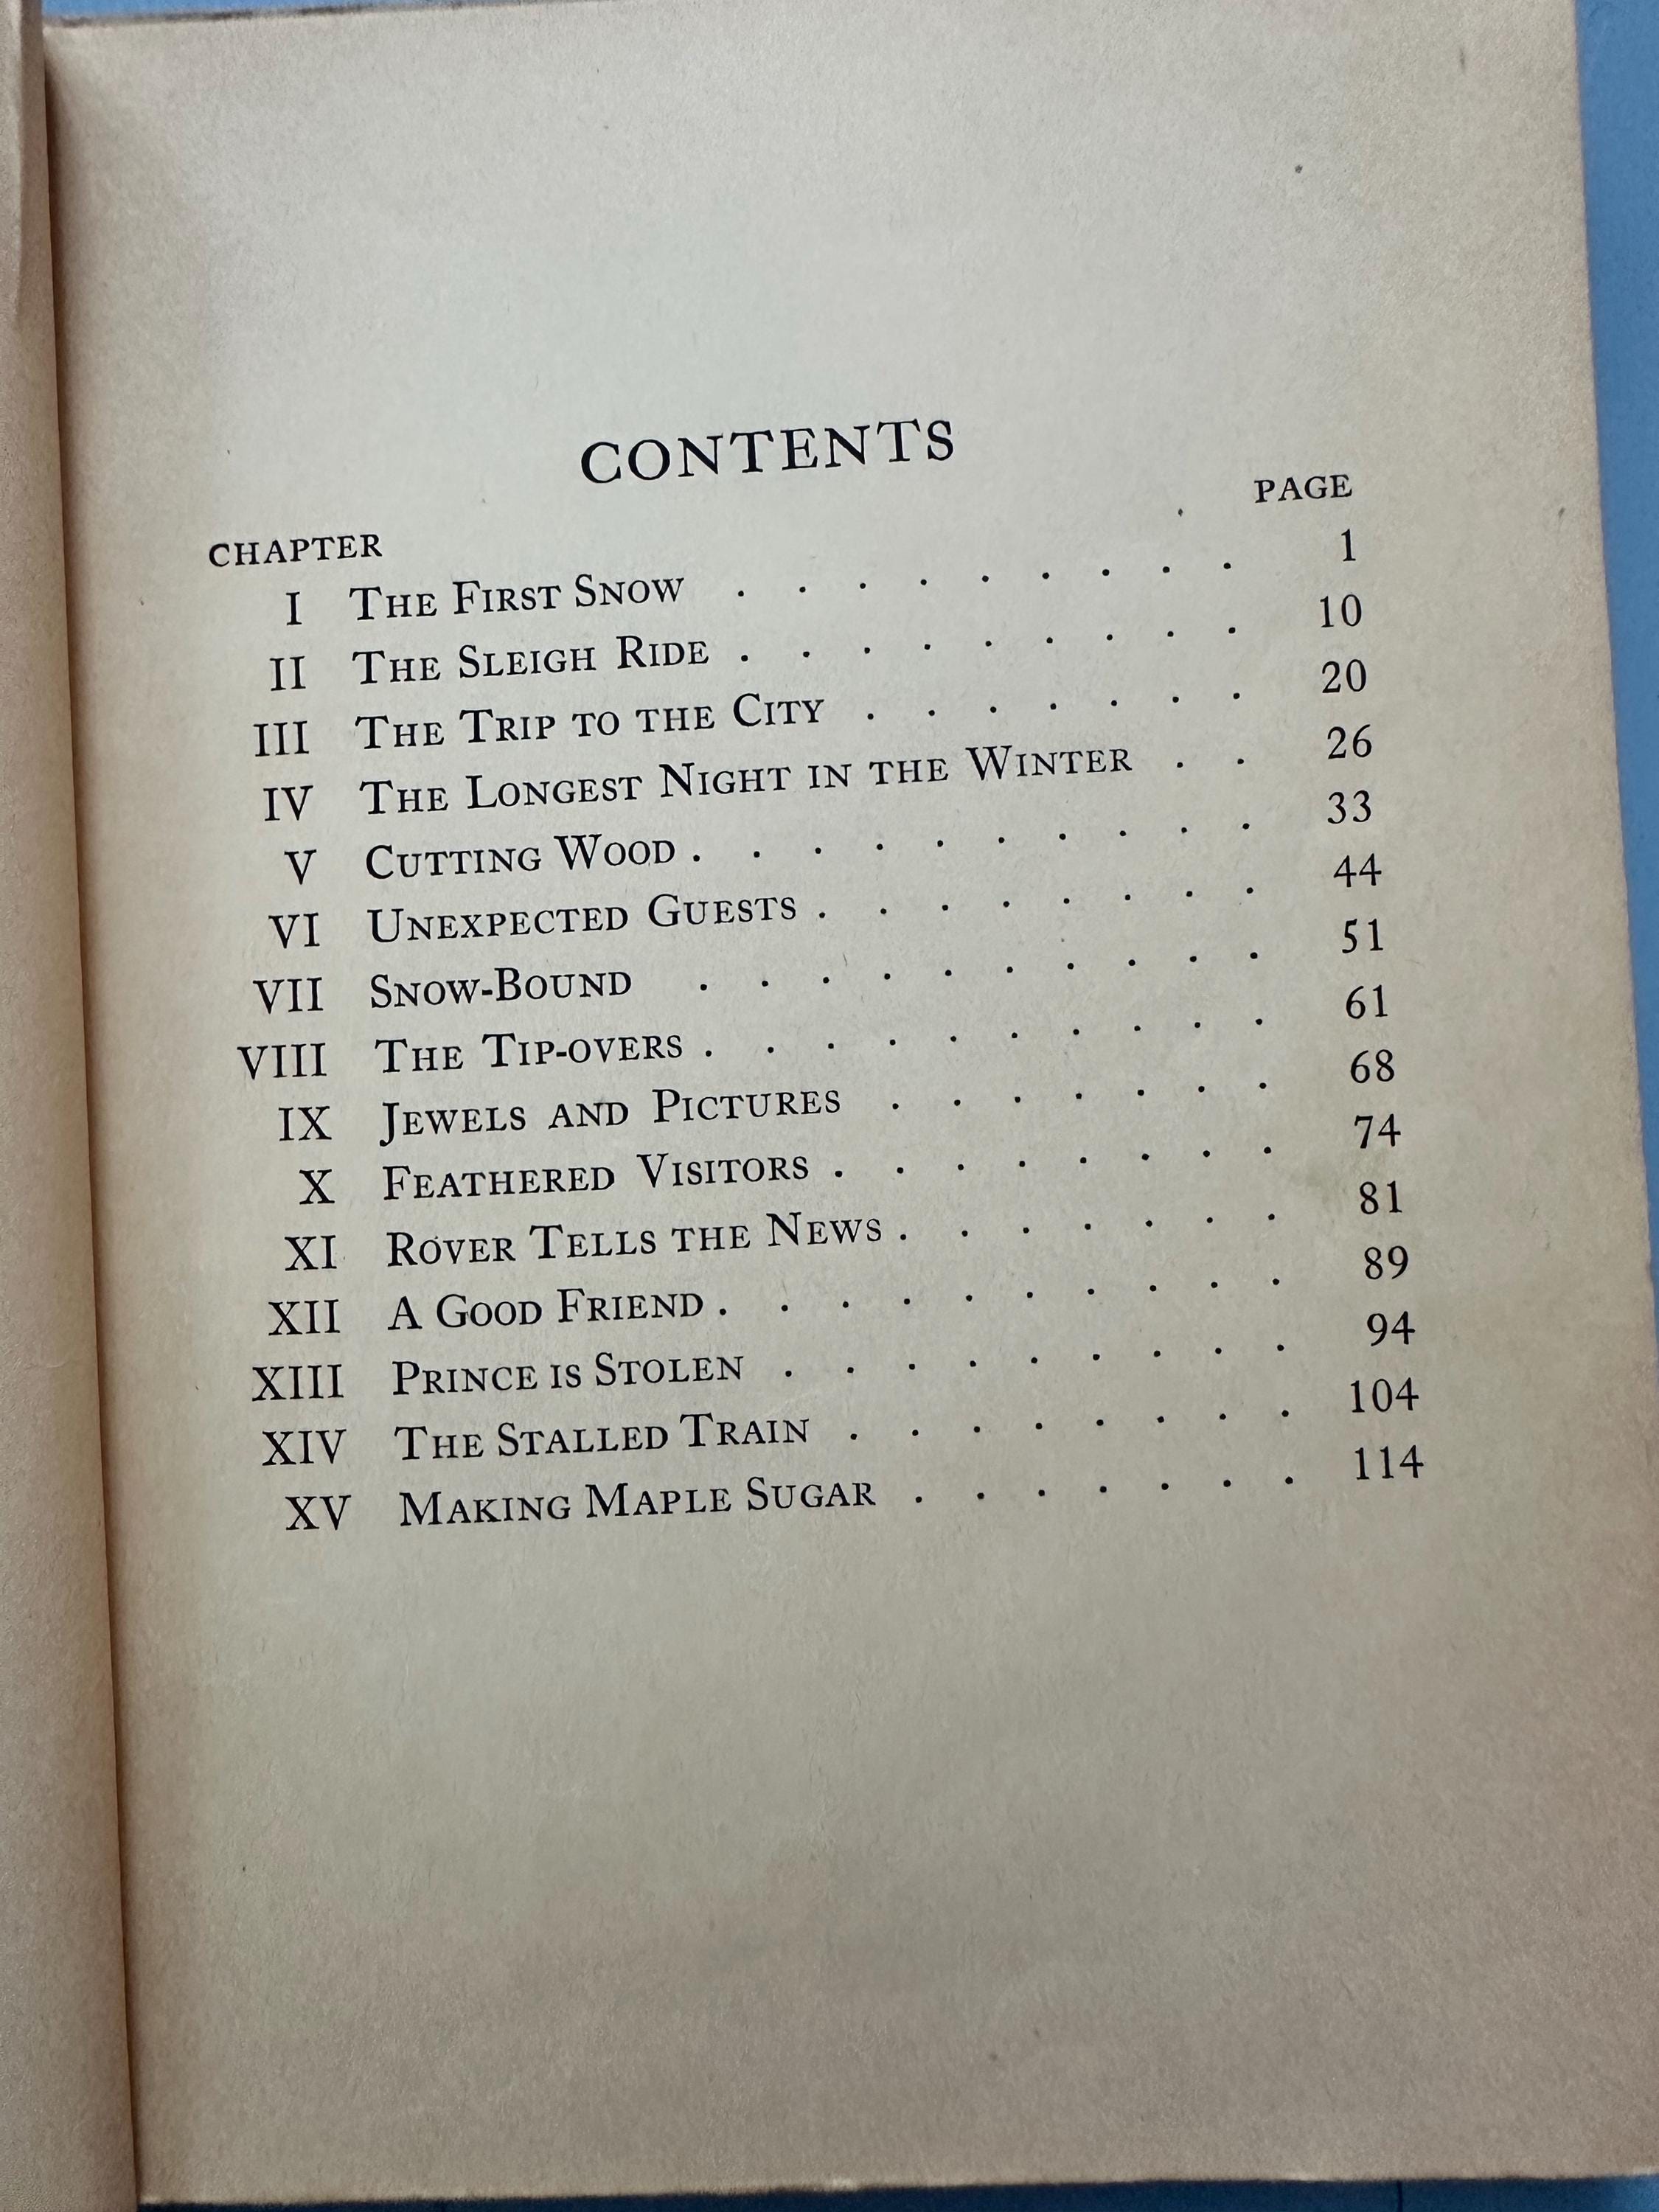 CONTENTS
CHAPTER PAGE
I The First Snow . . . . . . . . . 1
II The Sleigh Ride . . . . . . . . . 10
III The Trip to the City . . . . . . . 20
IV The Longest Night in the Winter . . 26
V Cutting Wood . . . . . . . . . . 33
VI Unexpected Guests . . . . . . . . 44
VII Snow-Bound . . . . . . . . . . 51
VIII The Tip-overs . . . . . . . . . . 61
IX Jewels and Pictures . . . . . . . 68
X Feathered Visitors . . . . . . . . 74
XI Rover Tells the News . . . . . . . 81
XII A Good Friend . . . . . . . . . . 89
XIII Prince is Stolen . . . . . . . . . 94
XIV The Stalled Train . . . . . . . . 104
XV Making Maple Sugar . . . . . . . 114